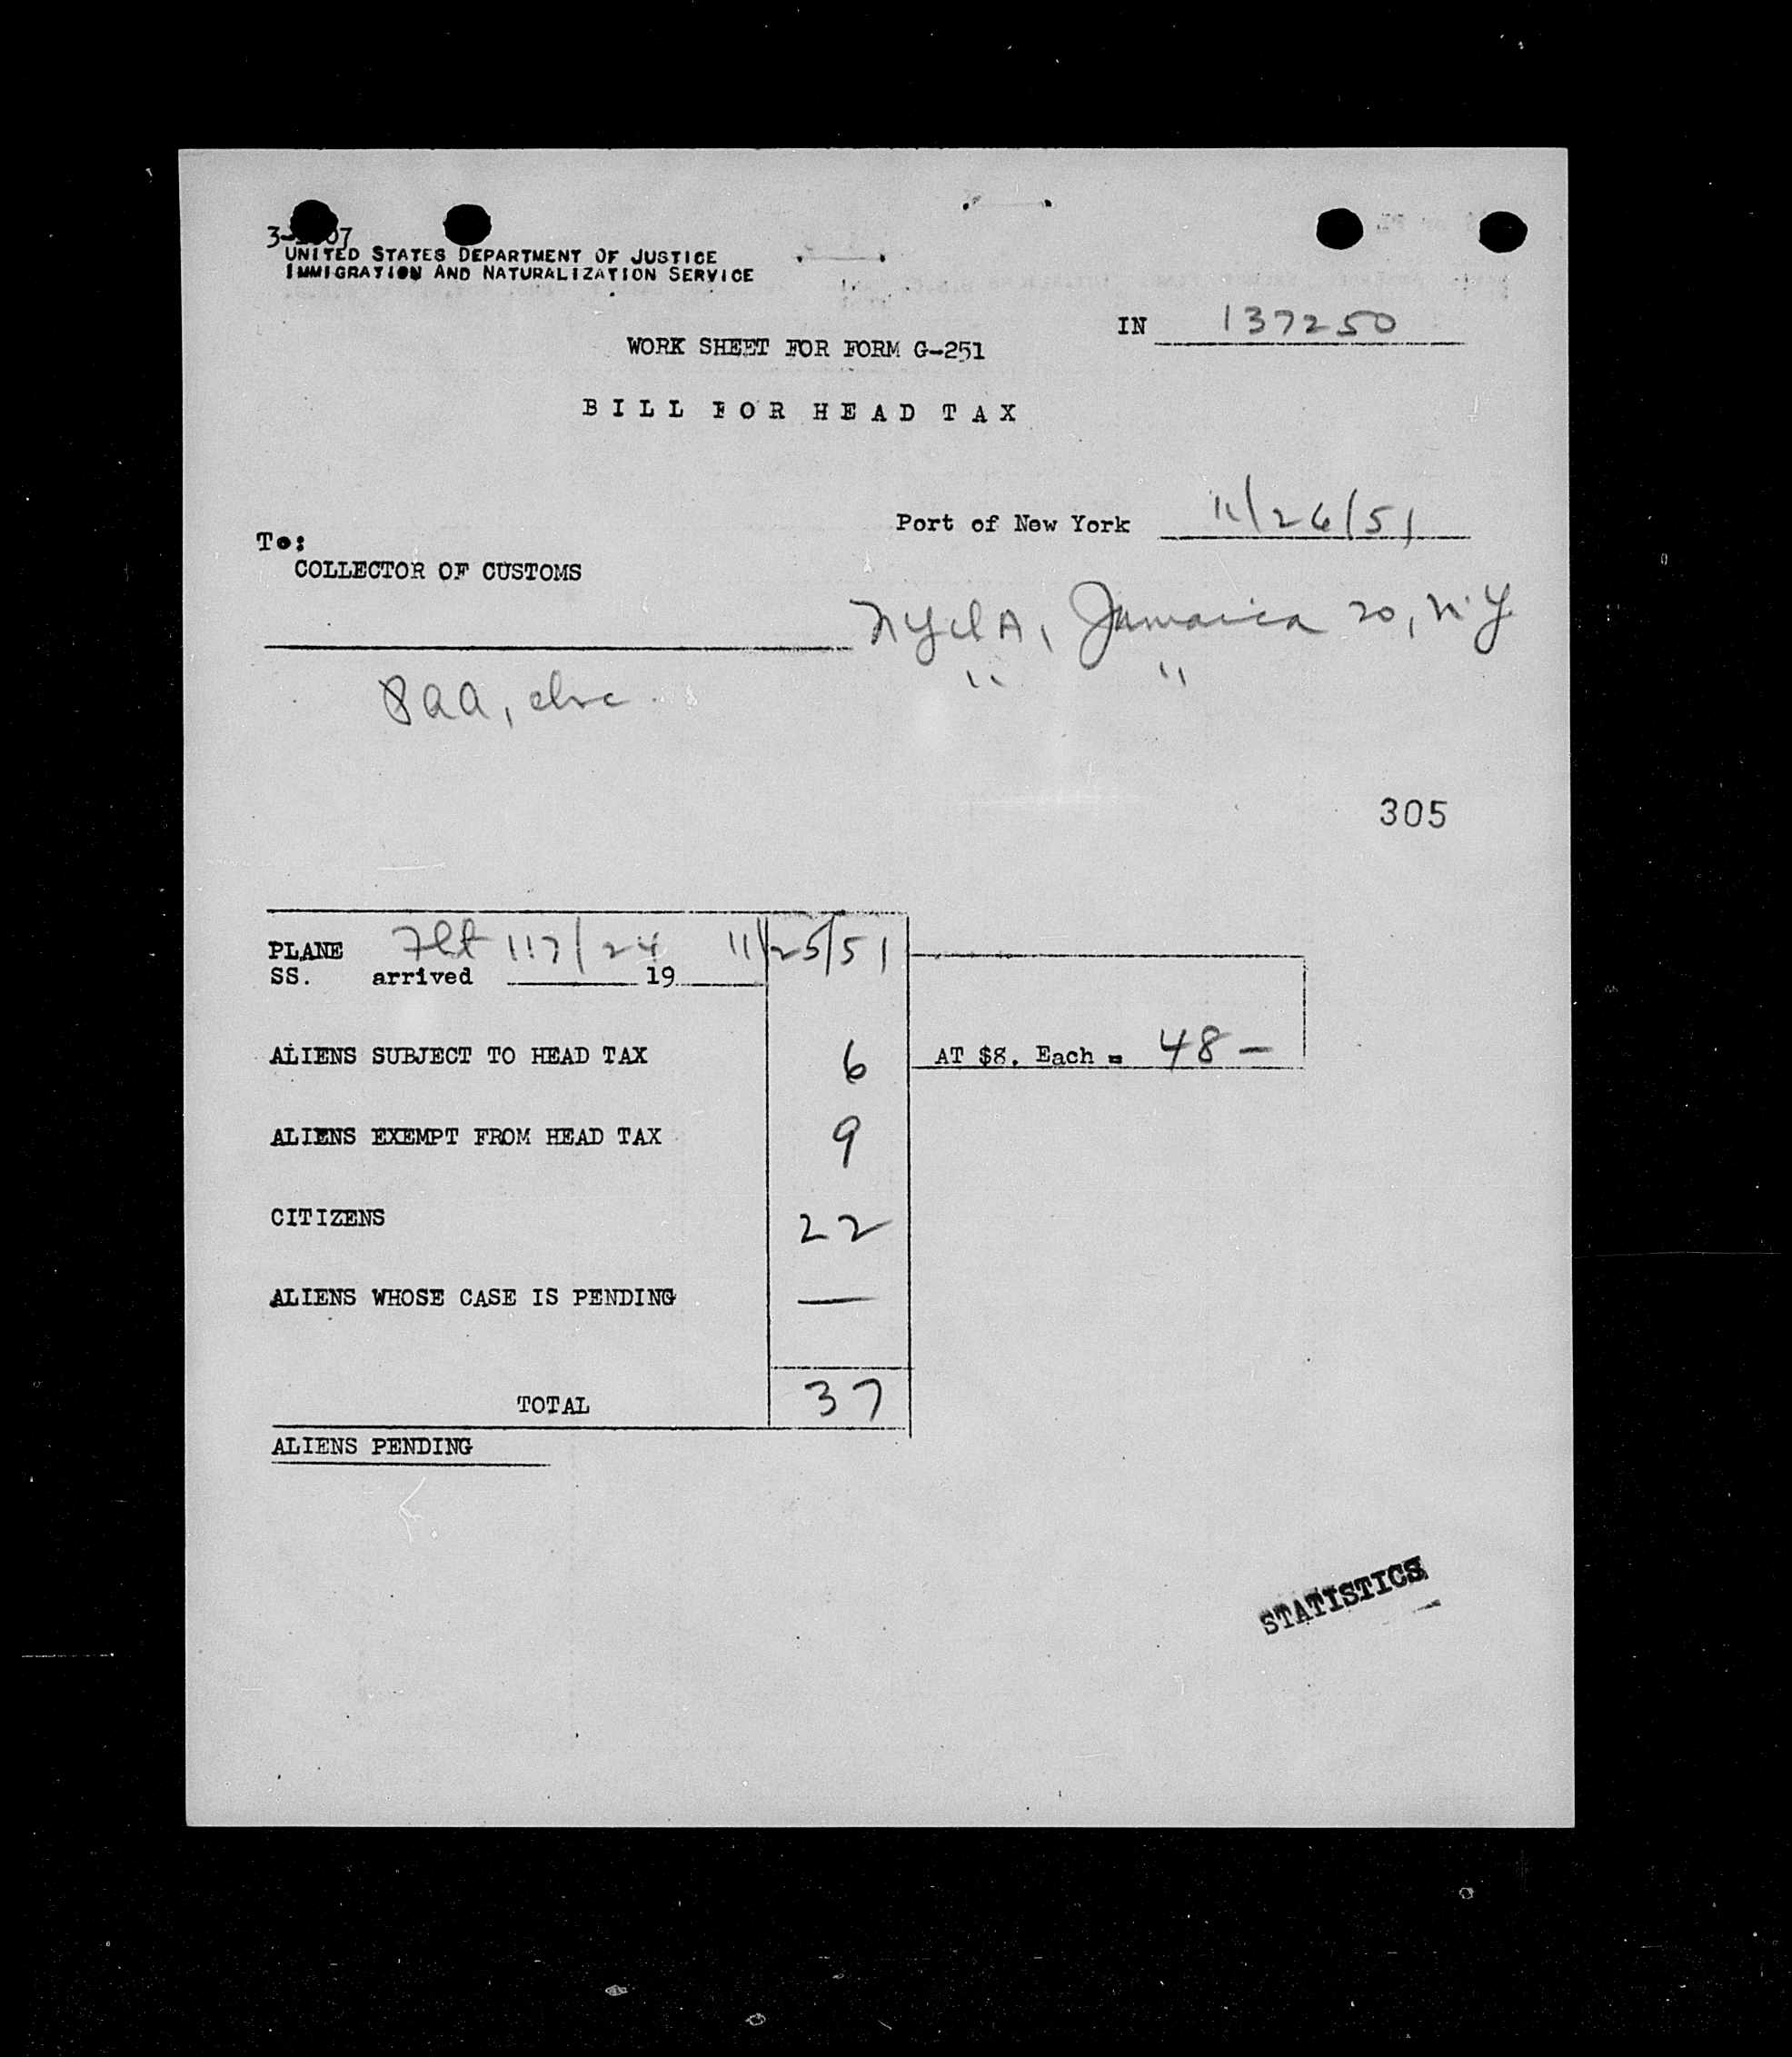 UNITED STATES DEPARTMENT OF JUSTICE
IMMIGRATION AND NATURALIZATION SERVICE
IN 137250
WORK SHEET FOR FORM G-251
BILL FOR HEAD TAX
Port of New York 11/26/51
To:
COLLECTOR OF CUSTOMS
Jamaica 20, N.Y.
" "
PAA,
305
PLANE Flt 117/24 11/25/51
SS. arrived 19
ALIENS SUBJECT TO HEAD TAX 6 AT $8. Each = 48 —
ALIENS EXEMPT FROM HEAD TAX 9
CITIZENS 22
ALIENS WHOSE CASE IS PENDING —
TOTAL 37
ALIENS PENDING
STATISTICS